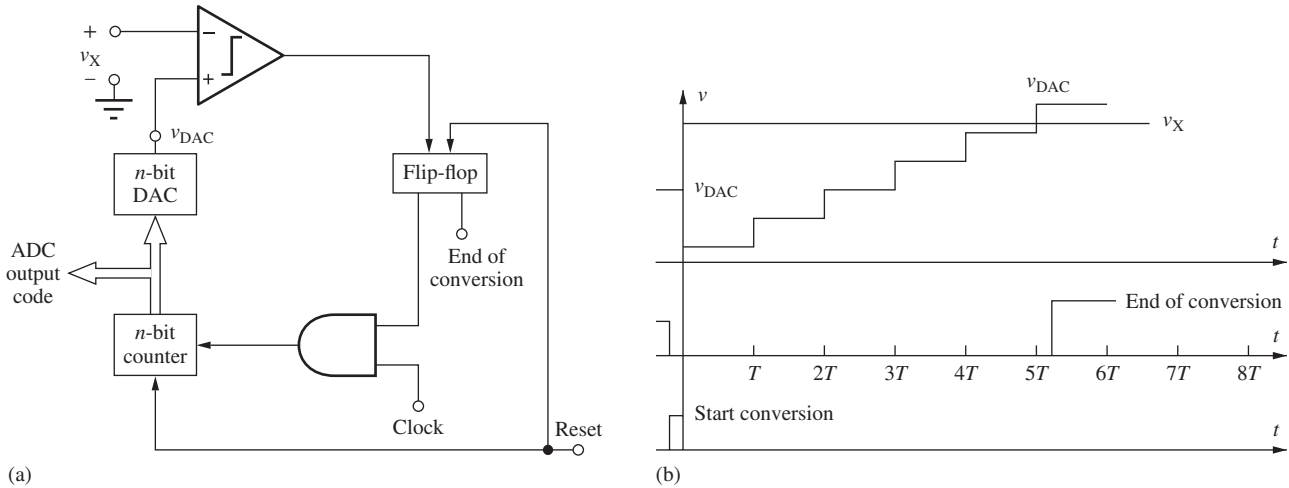 +
v_X
−
−
+
v_DAC
n-bit
DAC
Flip-flop
End of
conversion
ADC
output
code
n-bit
counter
Clock
Reset
(a)
v
v_DAC
v_X
v_DAC
t
End of conversion
t
T 2T 3T 4T 5T 6T 7T 8T
Start conversion
t
(b)